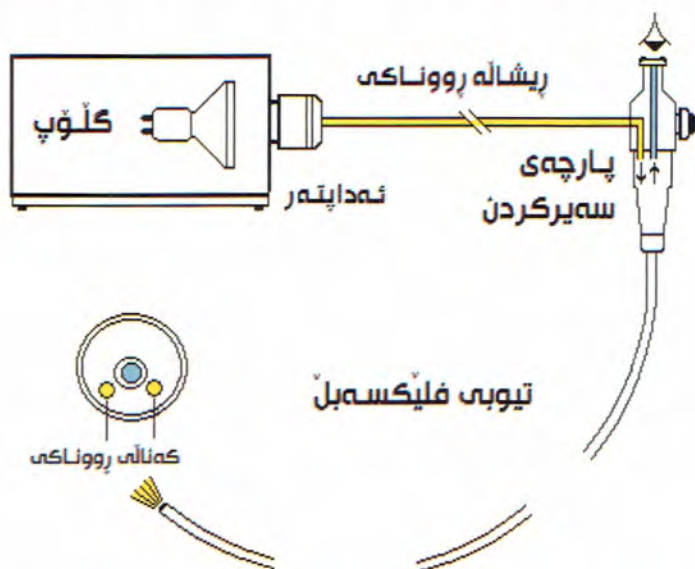 ڕیشاڵە ڕووناکی
گڵۆپ
ئەداپتەر
پارچەی
سەیرکردن
تیوبی فلێکسەبڵ
کەناڵی ڕووناکی